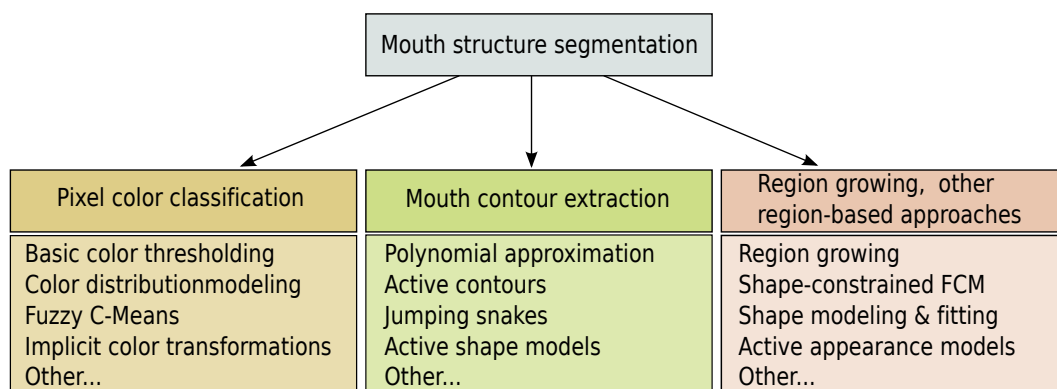 Mouth structure segmentation
Pixel color classification
Basic color thresholding
Color distributionmodeling
Fuzzy C-Means
Implicit color transformations
Other...
Mouth contour extraction
Polynomial approximation
Active contours
Jumping snakes
Active shape models
Other...
Region growing, other
region-based approaches
Region growing
Shape-constrained FCM
Shape modeling & fitting
Active appearance models
Other...